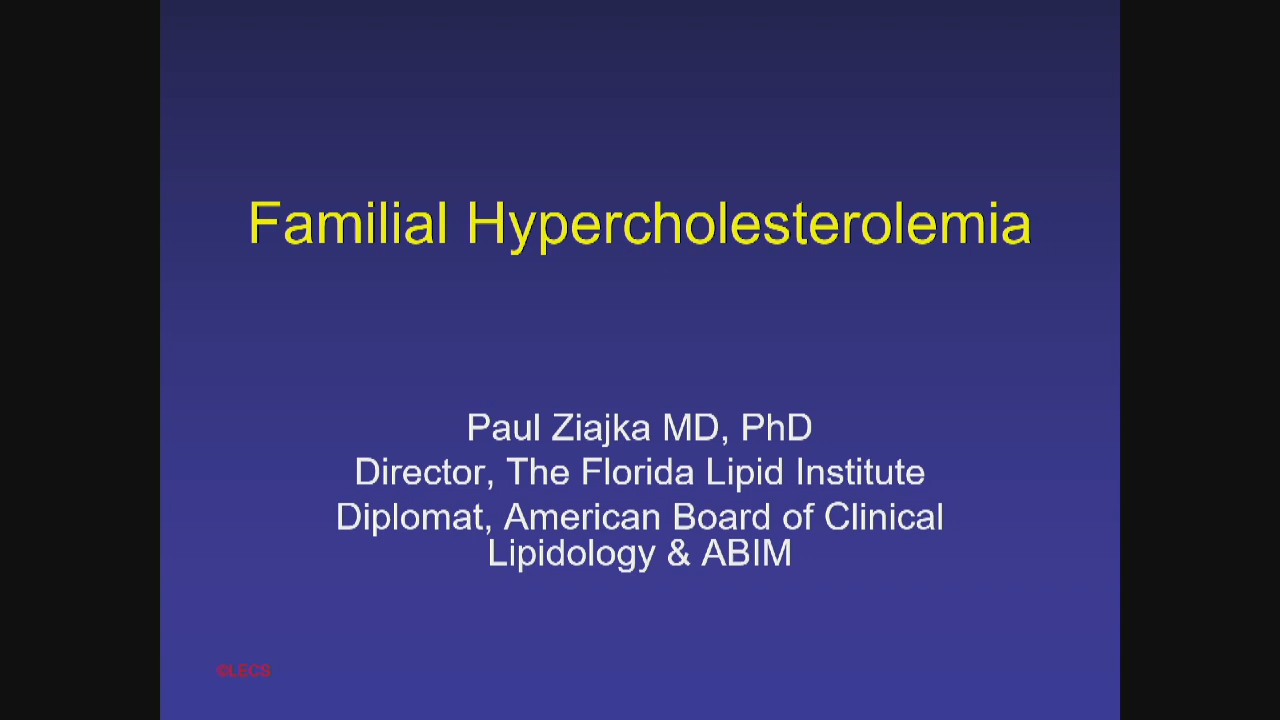 Familial Hypercholesterolemia
Paul Ziajka MD, PhD
Director, The Florida Lipid Institute
Diplomat, American Board of Clinical
Lipidology & ABIM
©LECS